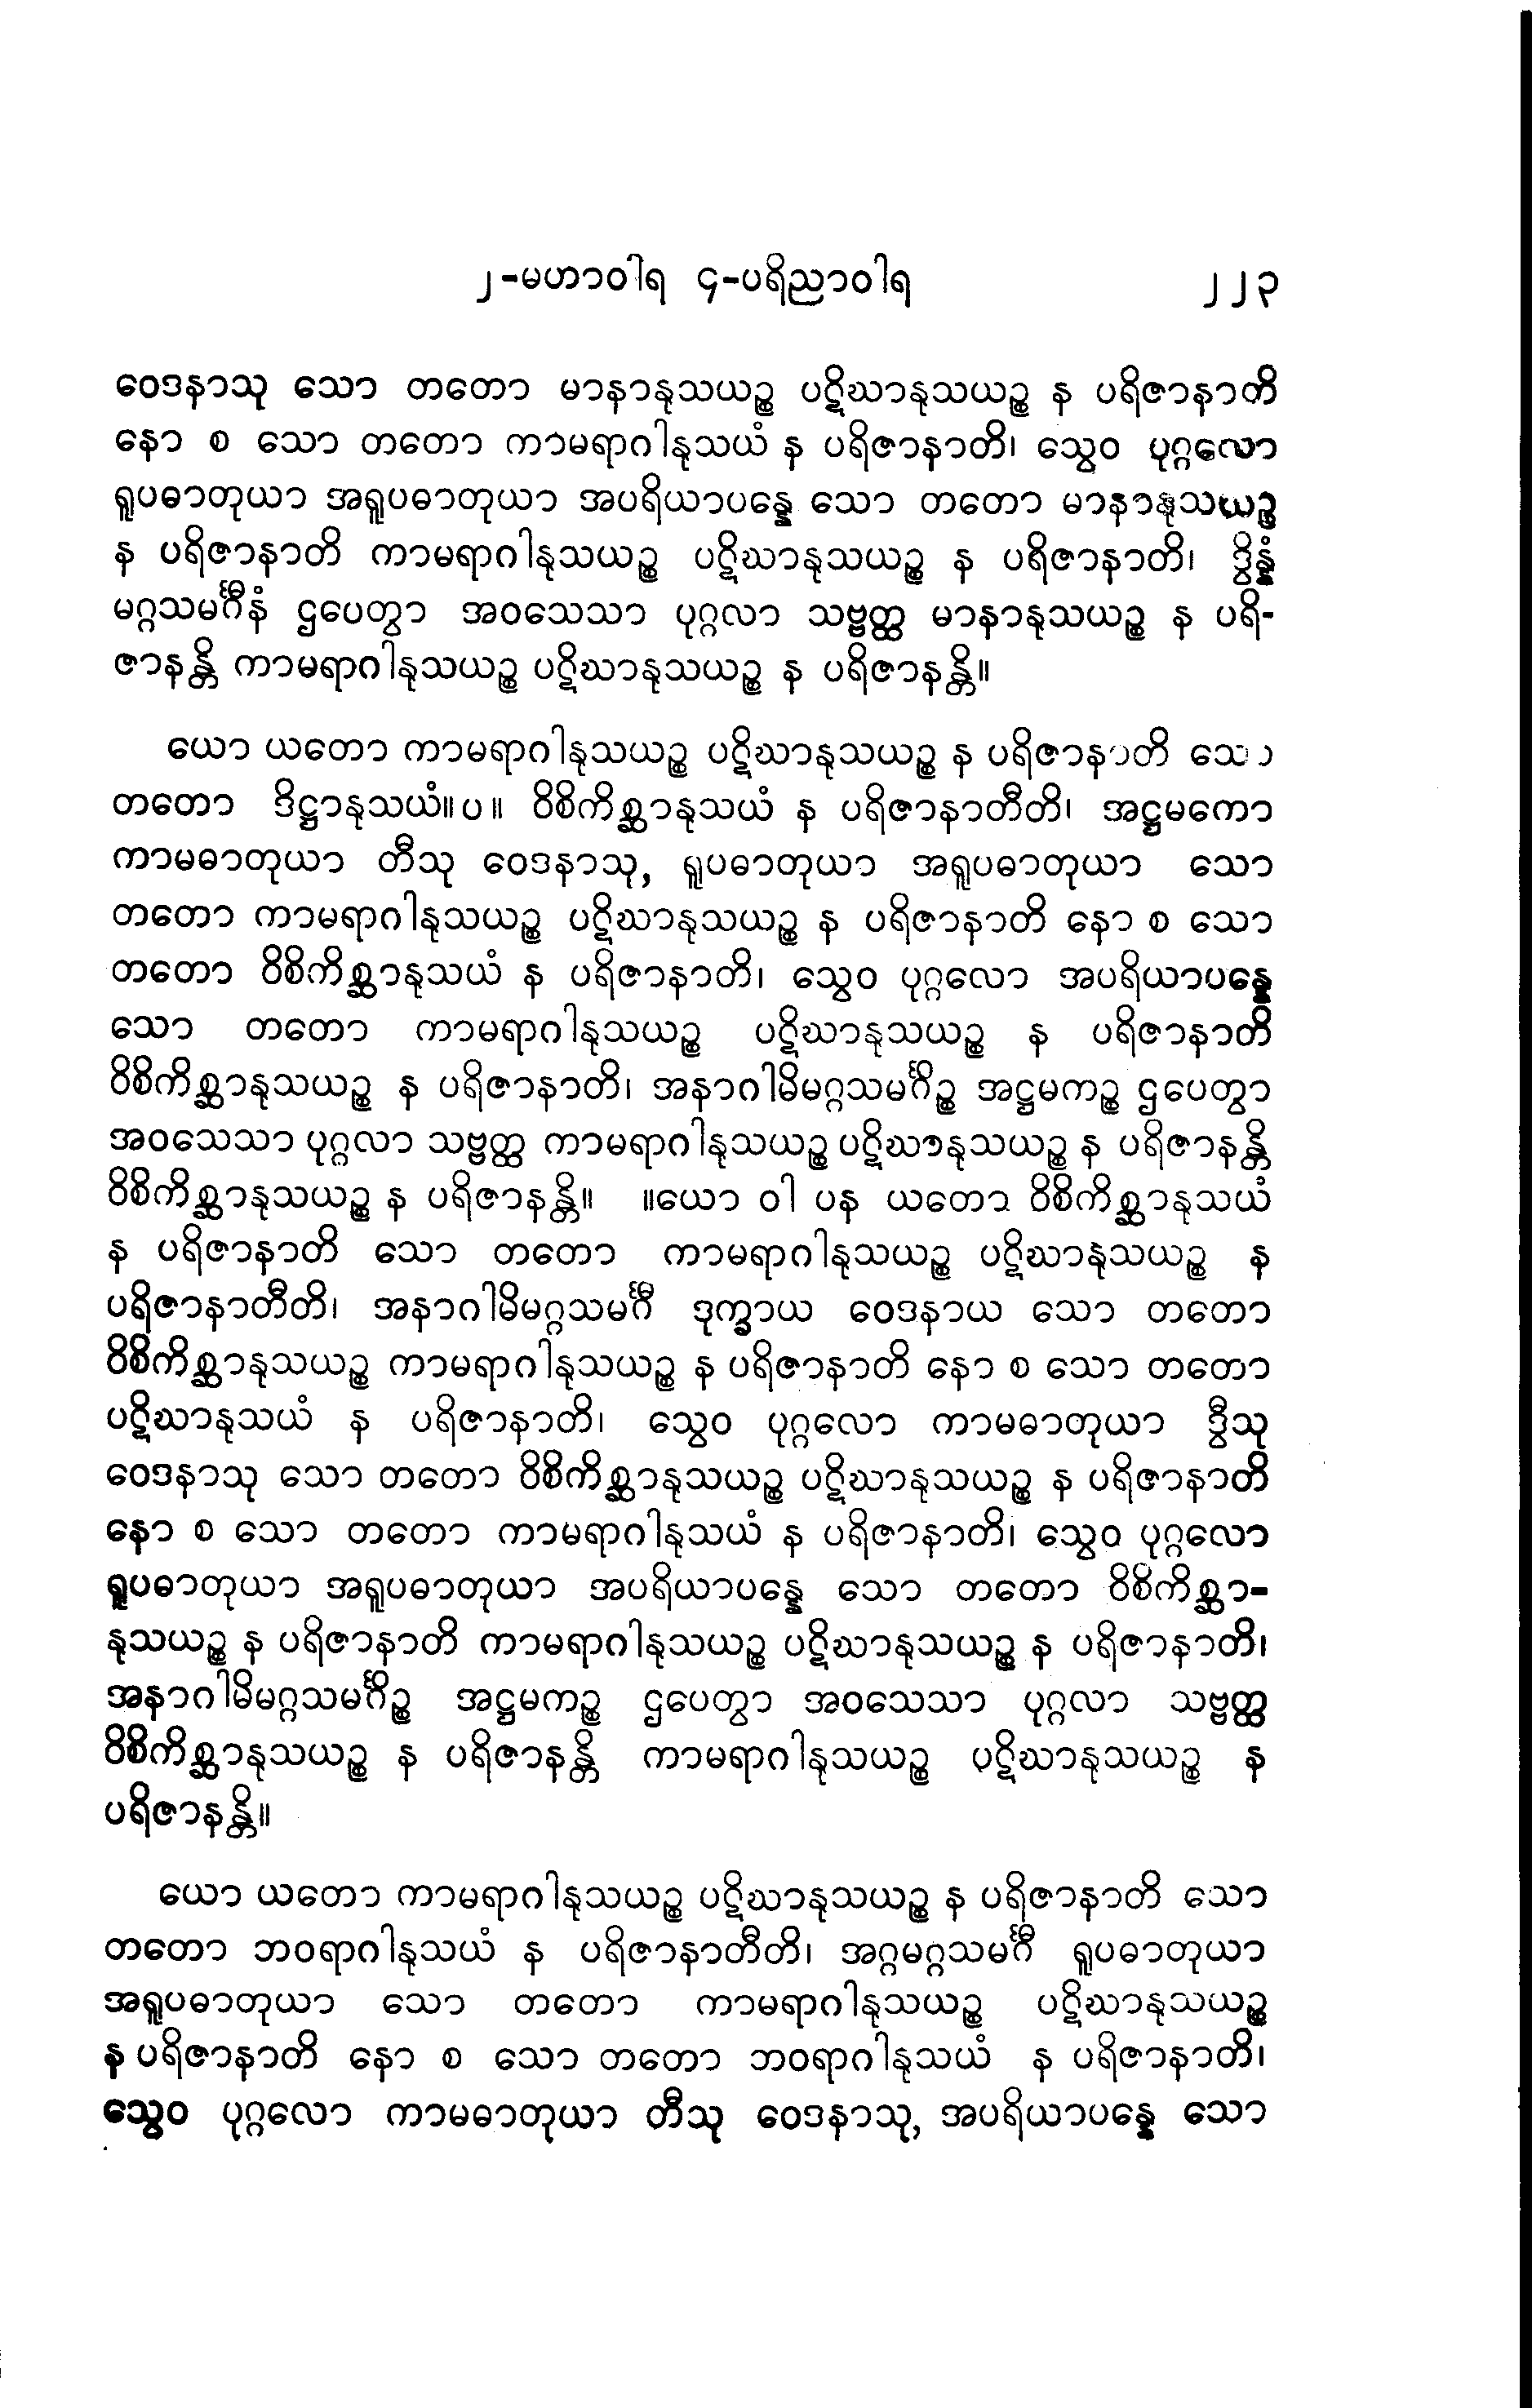 ၂-မဟာဝါရ ၄-ပရိညာဝါရ ၂၂၃
ဝေဒနာသု သော တတော မာနာနုသယဉ္စ ပဋိဃာနုသယဉ္စ န ပရိဇာနာတိ
နော စ သော တတော ကာမရာဂါနုသယံ န ပရိဇာနာတိ၊ သွေဝ ပုဂ္ဂလော
ရူပဓာတုယာ အရူပဓာတုယာ အပရိယာပန္နေ သော တတော မာနာနုသယဉ္စ
န ပရိဇာနာတိ ကာမရာဂါနုသယဉ္စ ပဋိဃာနုသယဉ္စ န ပရိဇာနာတိ၊ ဒွိန္နံ
မဂ္ဂသမင်္ဂီနံ ဌပေတွာ အဝသေသာ ပုဂ္ဂလာ သဗ္ဗတ္ထ မာနာနုသယဉ္စ န ပရိ-
ဇာနန္တိ ကာမရာဂါနုသယဉ္စ ပဋိဃာနုသယဉ္စ န ပရိဇာနန္တိ။
ယော ယတော ကာမရာဂါနုသယဉ္စ ပဋိဃာနုသယဉ္စ န ပရိဇာနာတိ သော
တတော ဒိဋ္ဌာနုသယံ။ပ။ ဝိစိကိစ္ဆာနုသယံ န ပရိဇာနာတီတိ၊ အဋ္ဌမကော
ကာမဓာတုယာ တီသု ဝေဒနာသု, ရူပဓာတုယာ အရူပဓာတုယာ သော
တတော ကာမရာဂါနုသယဉ္စ ပဋိဃာနုသယဉ္စ န ပရိဇာနာတိ နော စ သော
တတော ဝိစိကိစ္ဆာနုသယံ န ပရိဇာနာတိ၊ သွေဝ ပုဂ္ဂလော အပရိယာပန္နေ
သော တတော ကာမရာဂါနုသယဉ္စ ပဋိဃာနုသယဉ္စ န ပရိဇာနာတိ
ဝိစိကိစ္ဆာနုသယဉ္စ န ပရိဇာနာတိ၊ အနာဂါမိမဂ္ဂသမင်္ဂိဉ္စ အဋ္ဌမကဉ္စ ဌပေတွာ
အဝသေသာ ပုဂ္ဂလာ သဗ္ဗတ္ထ ကာမရာဂါနုသယဉ္စ ပဋိဃာနုသယဉ္စ န ပရိဇာနန္တိ
ဝိစိကိစ္ဆာနုသယဉ္စ န ပရိဇာနန္တိ။ ။ယော ဝါ ပန ယတော ဝိစိကိစ္ဆာနုသယံ
န ပရိဇာနာတိ သော တတော ကာမရာဂါနုသယဉ္စ ပဋိဃာနုသယဉ္စ န
ပရိဇာနာတီတိ၊ အနာဂါမိမဂ္ဂသမင်္ဂီ ဒုက္ခာယ ဝေဒနာယ သော တတော
ဝိစိကိစ္ဆာနုသယဉ္စ ကာမရာဂါနုသယဉ္စ န ပရိဇာနာတိ နော စ သော တတော
ပဋိဃာနုသယံ န ပရိဇာနာတိ၊ သွေဝ ပုဂ္ဂလော ကာမဓာတုယာ ဒွီသု
ဝေဒနာသု သော တတော ဝိစိကိစ္ဆာနုသယဉ္စ ပဋိဃာနုသယဉ္စ န ပရိဇာနာတိ
နော စ သော တတော ကာမရာဂါနုသယံ န ပရိဇာနာတိ၊ သွေဝ ပုဂ္ဂလော
ရူပဓာတုယာ အရူပဓာတုယာ အပရိယာပန္နေ သော တတော ဝိစိကိစ္ဆာ-
နုသယဉ္စ န ပရိဇာနာတိ ကာမရာဂါနုသယဉ္စ ပဋိဃာနုသယဉ္စ န ပရိဇာနာတိ၊
အနာဂါမိမဂ္ဂသမင်္ဂိဉ္စ အဋ္ဌမကဉ္စ ဌပေတွာ အဝသေသာ ပုဂ္ဂလာ သဗ္ဗတ္ထ
ဝိစိကိစ္ဆာနုသယဉ္စ န ပရိဇာနန္တိ ကာမရာဂါနုသယဉ္စ ပဋိဃာနုသယဉ္စ န
ပရိဇာနန္တိ။
ယော ယတော ကာမရာဂါနုသယဉ္စ ပဋိဃာနုသယဉ္စ န ပရိဇာနာတိ သော
တတော ဘဝရာဂါနုသယံ န ပရိဇာနာတီတိ၊ အဂ္ဂမဂ္ဂသမင်္ဂီ ရူပဓာတုယာ
အရူပဓာတုယာ သော တတော ကာမရာဂါနုသယဉ္စ ပဋိဃာနုသယဉ္စ
န ပရိဇာနာတိ နော စ သော တတော ဘဝရာဂါနုသယံ န ပရိဇာနာတိ၊
သွေဝ ပုဂ္ဂလော ကာမဓာတုယာ တီသု ဝေဒနာသု, အပရိယာပန္နေ သော